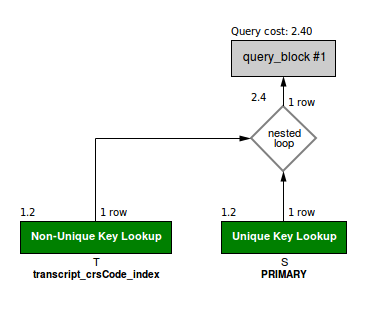 Query cost: 2.40
query_block #1
2.4
1 row
nested
loop
1.2
1 row
1.2
1 row
Non-Unique Key Lookup
Unique Key Lookup
T
S
transcript_crsCode_index
PRIMARY